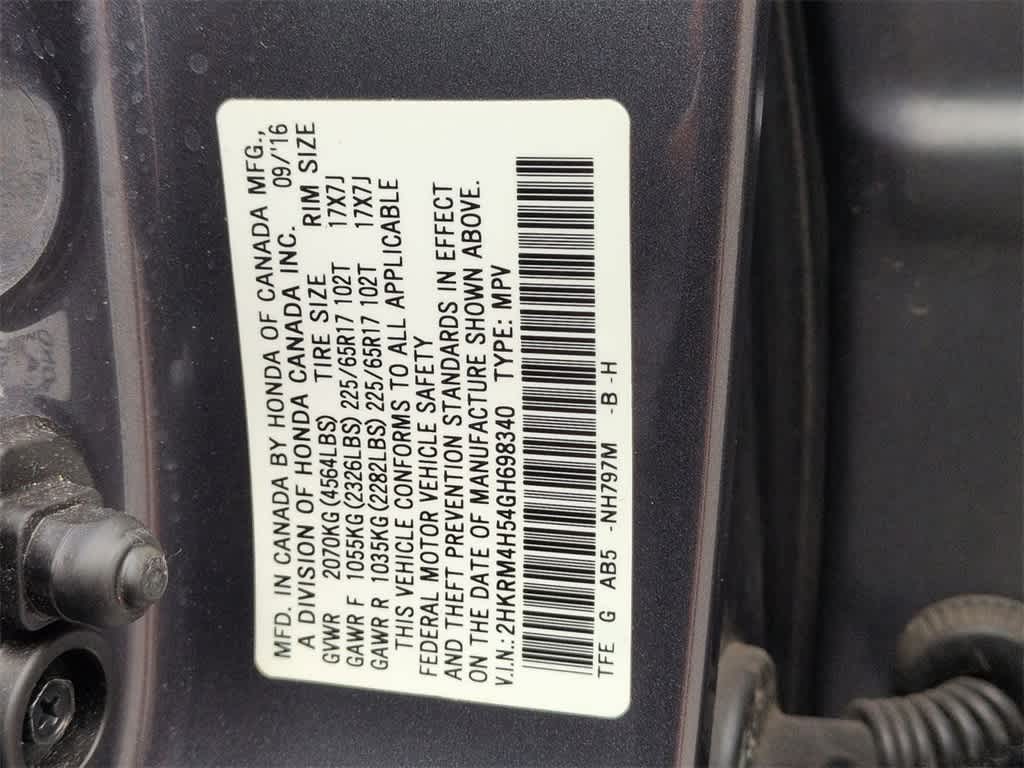 MFD. IN CANADA BY HONDA OF CANADA MFG.,
A DIVISION OF HONDA CANADA INC. 09/'16
GVWR 2070KG (4564LBS) TIRE SIZE RIM SIZE
GAWR F 1055KG (2326LBS) 225/65R17 102T 17X7J
GAWR R 1035KG (2282LBS) 225/65R17 102T 17X7J
THIS VEHICLE CONFORMS TO ALL APPLICABLE
FEDERAL MOTOR VEHICLE SAFETY
AND THEFT PREVENTION STANDARDS IN EFFECT
ON THE DATE OF MANUFACTURE SHOWN ABOVE.
V.I.N.:2HKRM4H54GH698340 TYPE: MPV
TFE G AB5 -NH797M -B-H